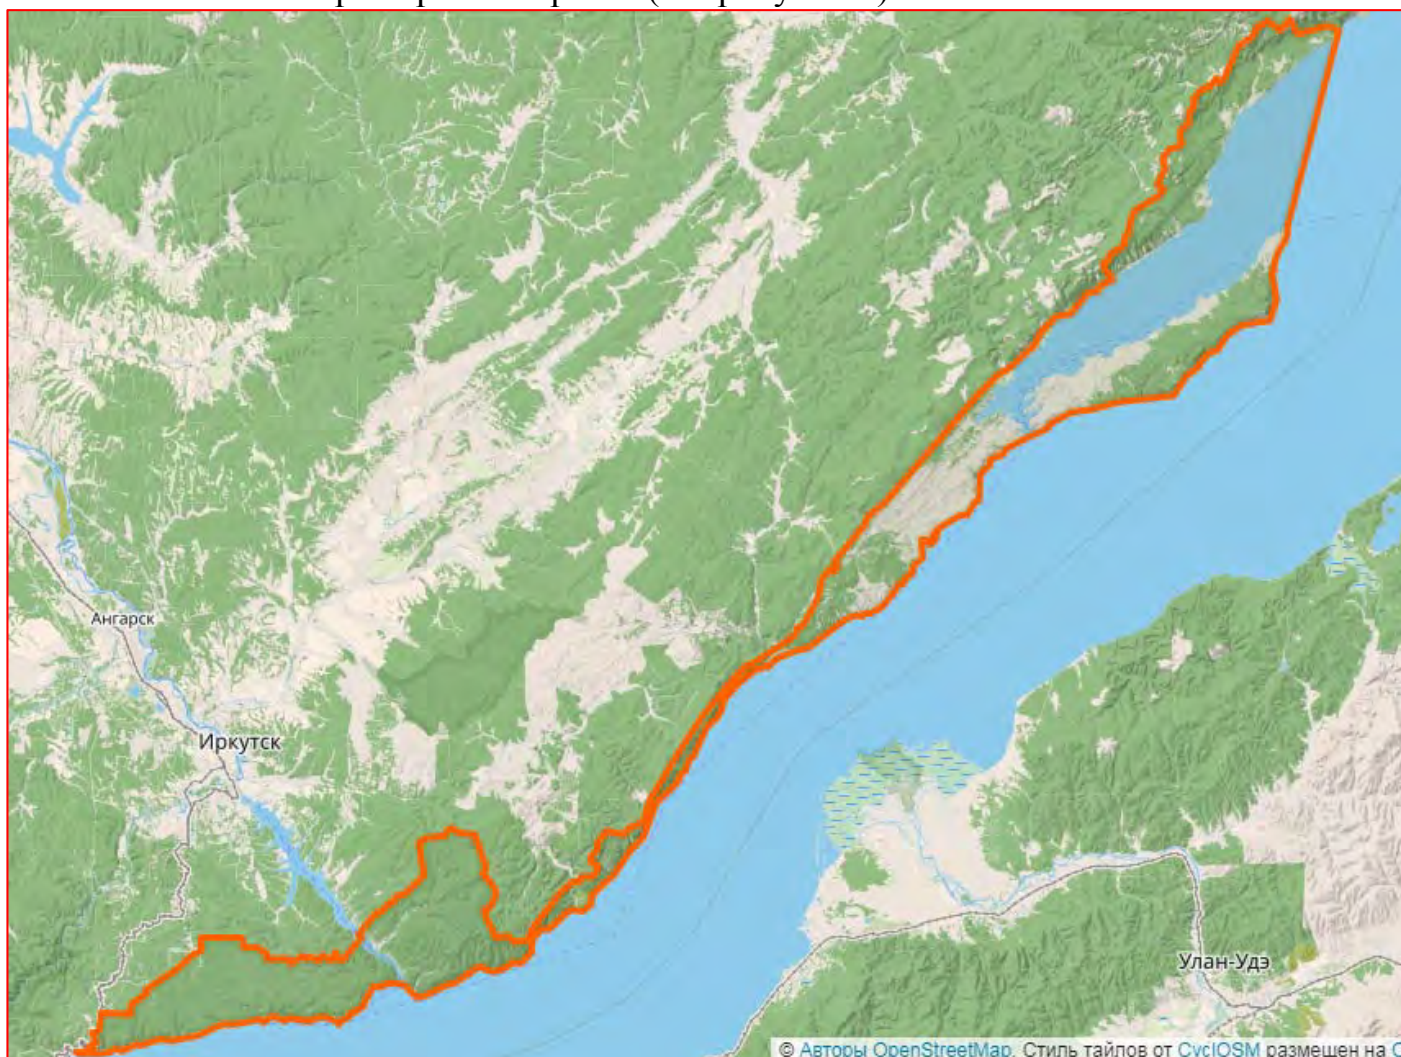 Ангарск
Иркутск
Улан-Удэ
© Авторы OpenStreetMap. Стиль тайлов от CyclOSM размещен на